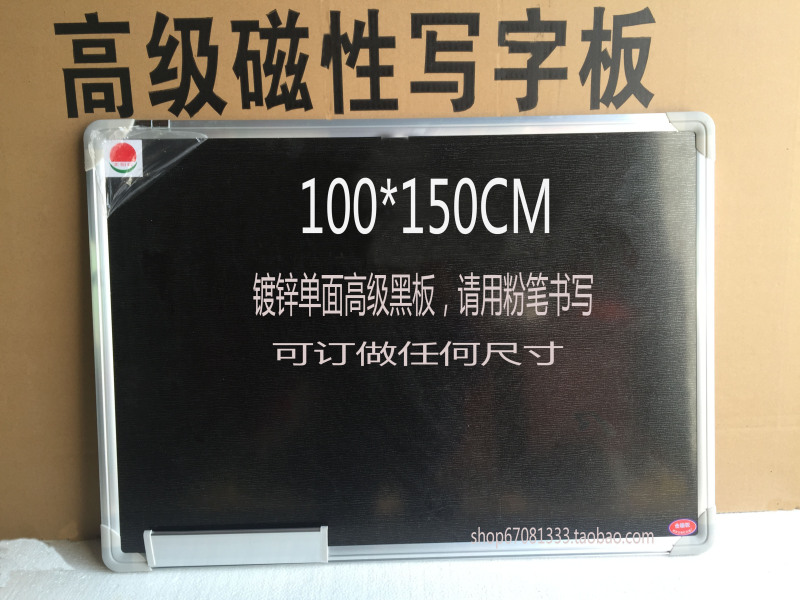 高级磁性写字板
100*150CM
镀锌单面高级黑板，请用粉笔书写
可订做任何尺寸
shop67081333.taobao.com